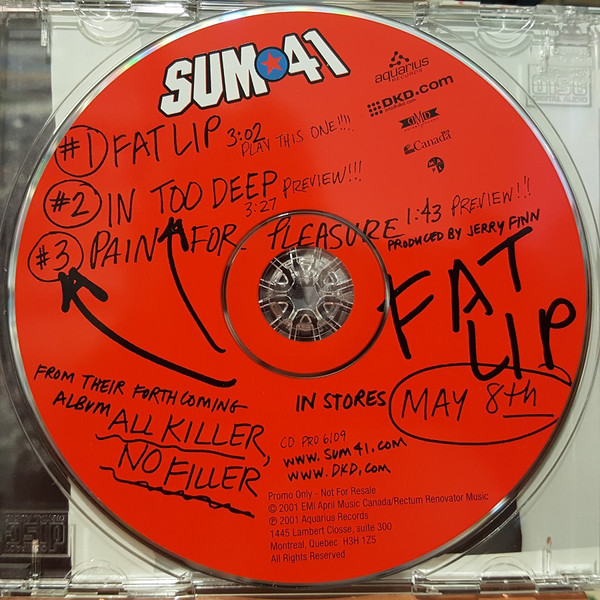 SUM 41
aquarius
RECORDS
DKD.com
DMD
Canada
#1 FAT LIP 3:02 PLAY THIS ONE!!!!
#2 IN TOO DEEP 3:27 PREVIEW!!!
#3 PAIN FOR PLEASURE 1:43 PREVIEW!!!
PRODUCED BY JERRY FINN
FAT
LIP
FROM THEIR FORTHCOMING
ALBUM ALL KILLER,
NO FILLER
IN STORES MAY 8th
CD PRO 6109
WWW.SUM41.COM
WWW.DKD.COM
Promo Only - Not For Resale
© 2001 EMI April Music Canada/Rectum Renovator Music
℗ 2001 Aquarius Records
1445 Lambert Closse, suite 300
Montreal, Quebec H3H 1Z5
All Rights Reserved